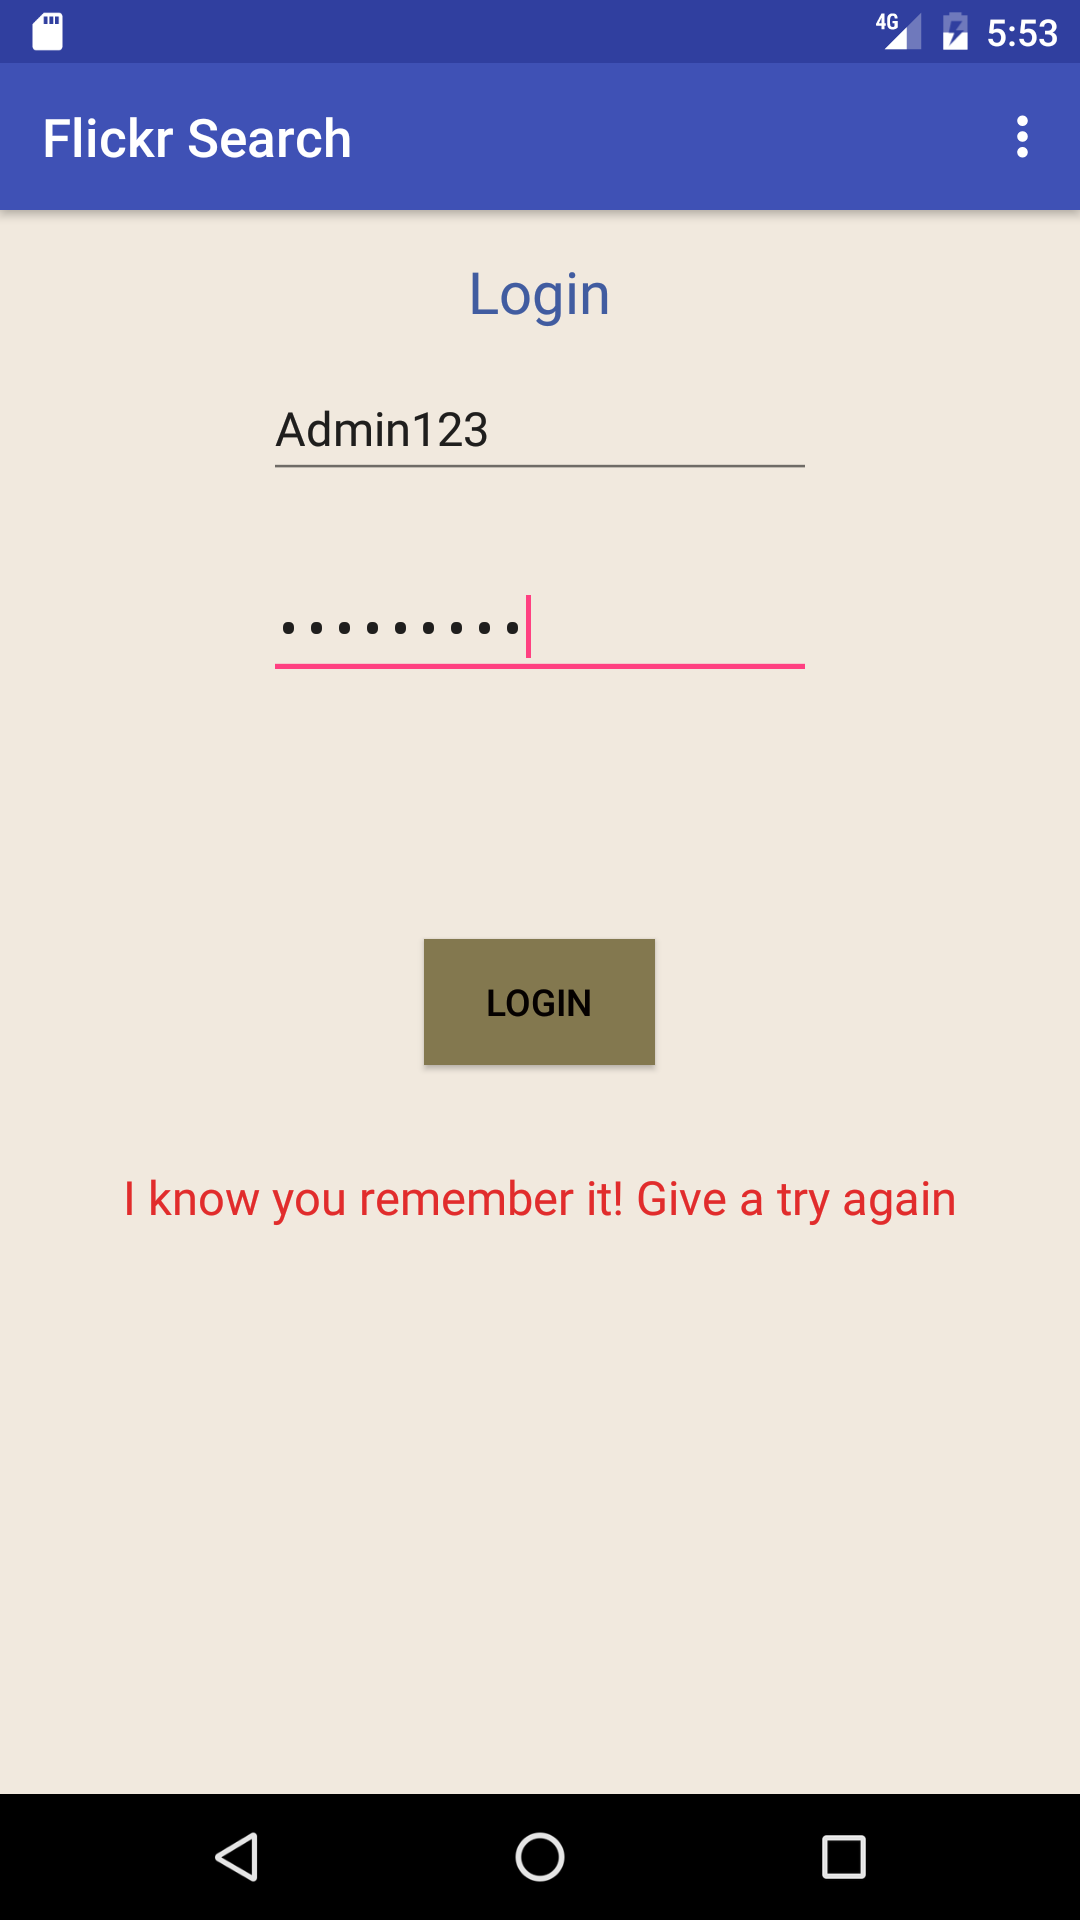 4G 5:53
Flickr Search
Login
Admin123
•••••••••
LOGIN
I know you remember it! Give a try again